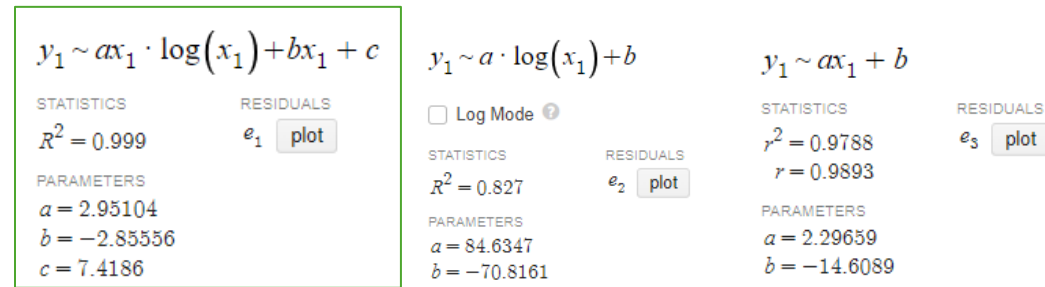 y₁ ~ ax₁ · log(x₁)+bx₁ + c
STATISTICS RESIDUALS
R² = 0.999 e₁ plot
PARAMETERS
a = 2.95104
b = −2.85556
c = 7.4186
y₁ ~ a · log(x₁)+b
Log Mode ?
STATISTICS RESIDUALS
R² = 0.827 e₂ plot
PARAMETERS
a = 84.6347
b = −70.8161
y₁ ~ ax₁ + b
STATISTICS RESIDUALS
r² = 0.9788 e₃ plot
r = 0.9893
PARAMETERS
a = 2.29659
b = −14.6089